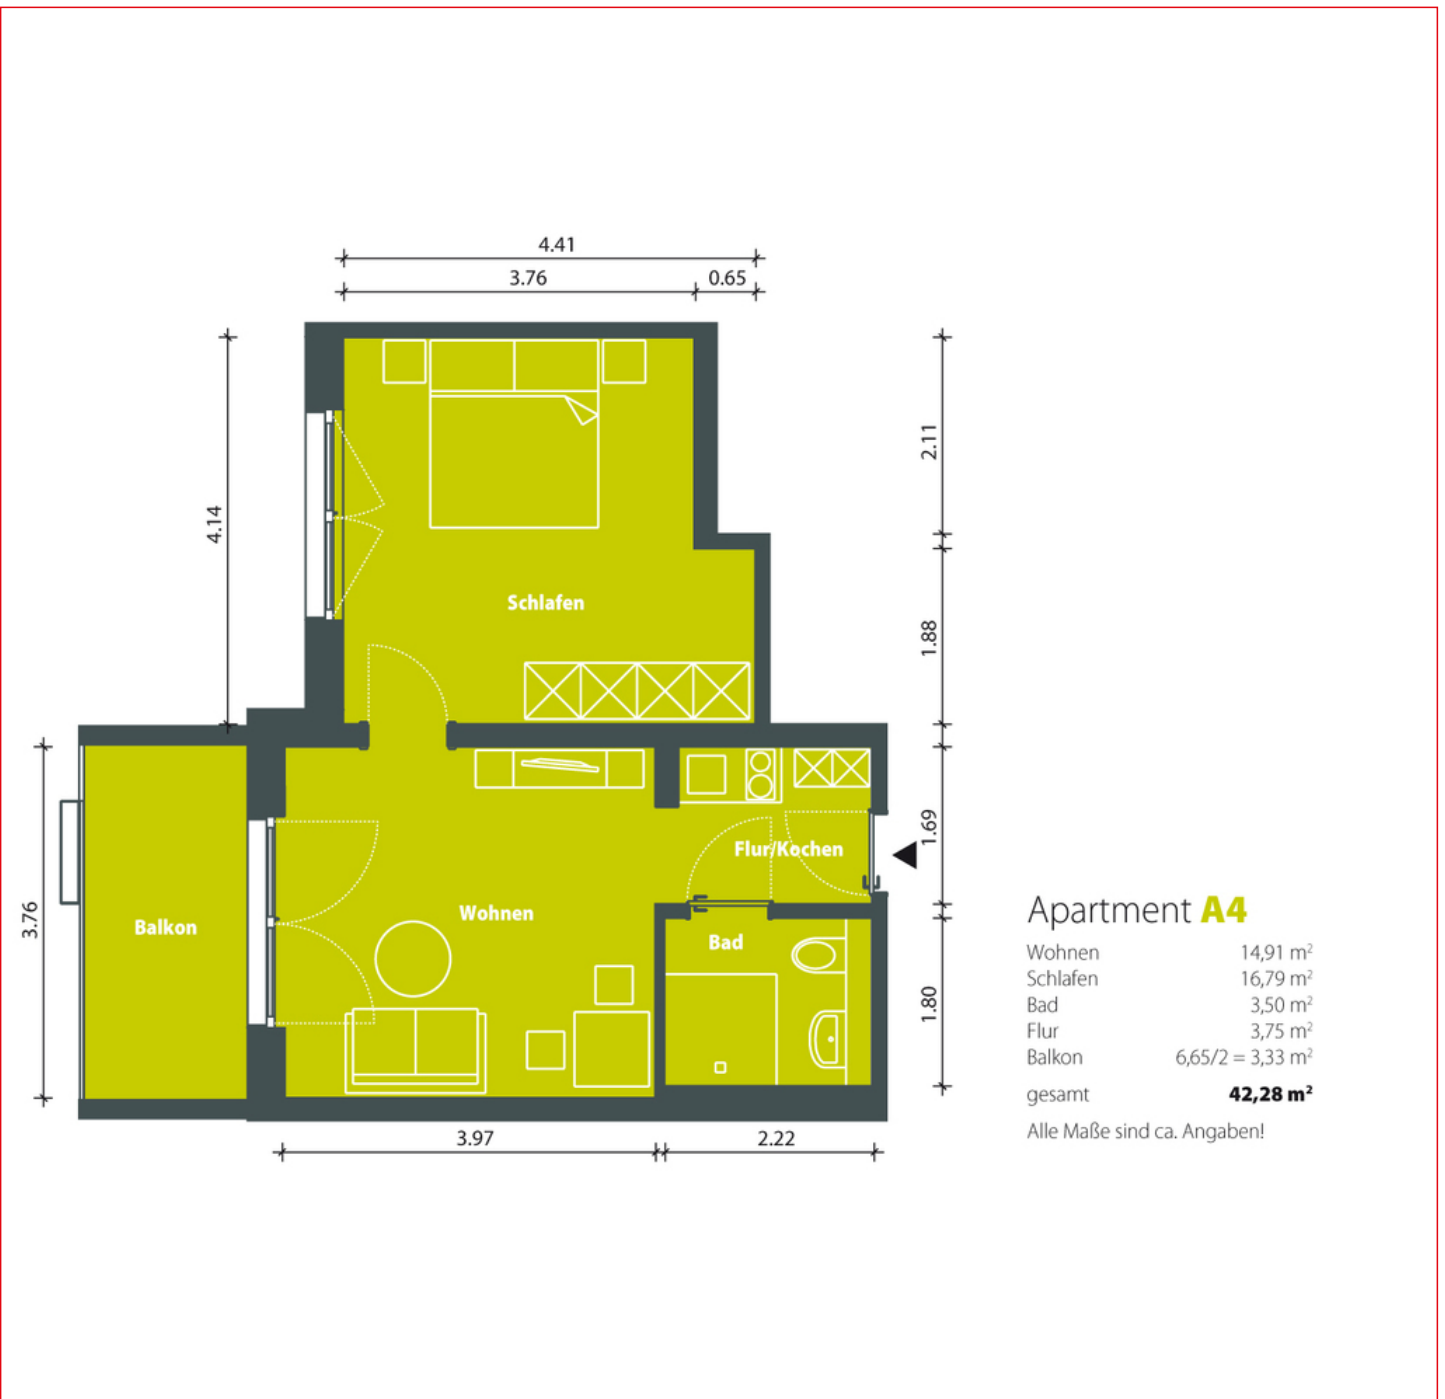 4.41
3.76
0.65
4.14
2.11
1.88
Schlafen
1.69
Flur/Kochen
3.76
Balkon
Wohnen
Bad
1.80
3.97
2.22
Apartment A4
Wohnen 14,91 m²
Schlafen 16,79 m²
Bad 3,50 m²
Flur 3,75 m²
Balkon 6,65/2 = 3,33 m²
gesamt 42,28 m²
Alle Maße sind ca. Angaben!